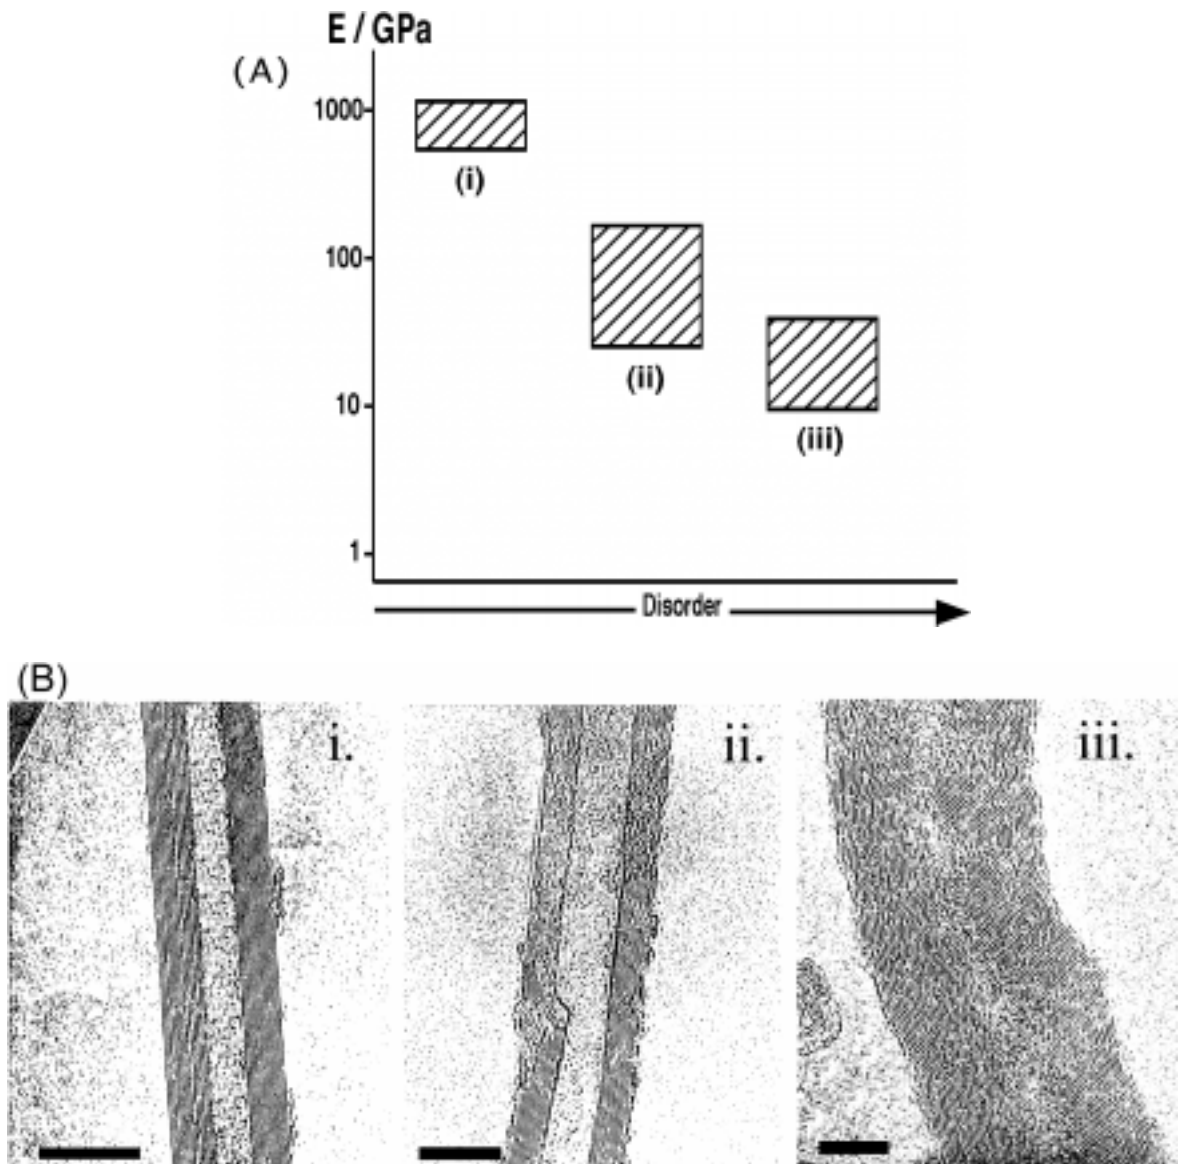 E / GPa
(A)
1000
(i)
100
(ii)
10
(iii)
1
Disorder
(B)
i.
ii.
iii.